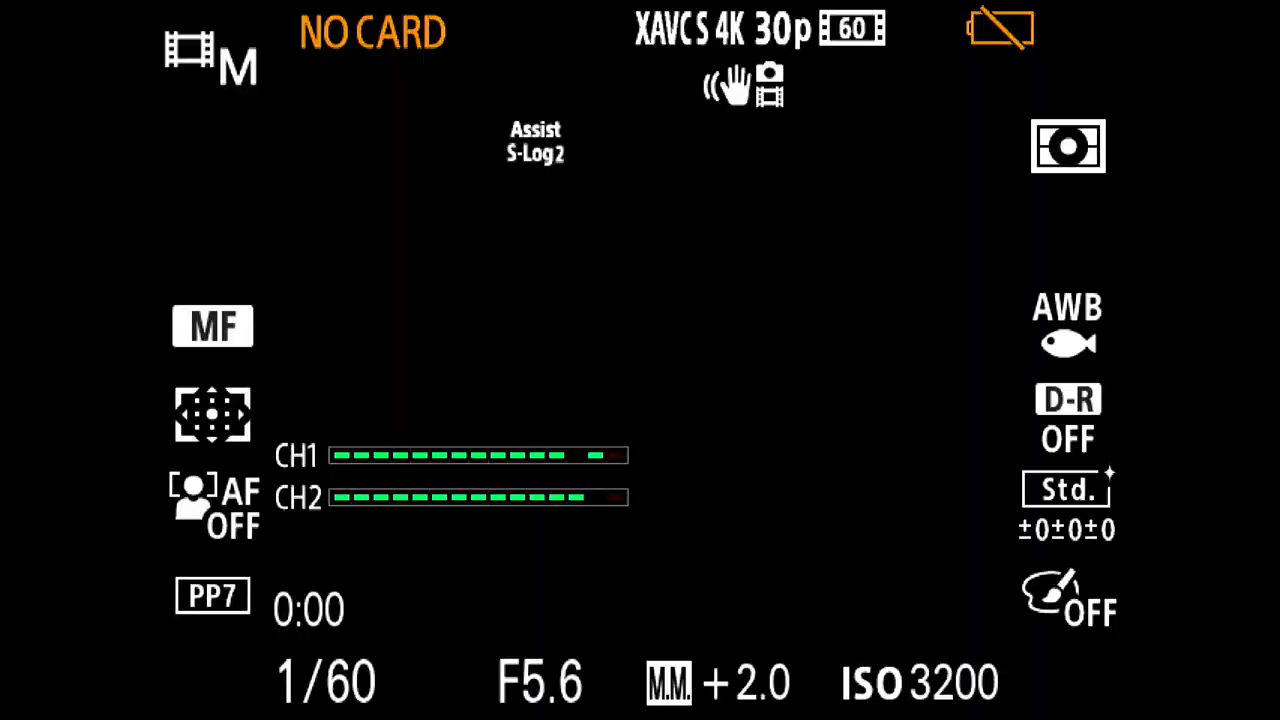 M
NO CARD
XAVC S 4K 30p 60
Assist
S-Log2
MF
AWB
D-R
OFF
CH1
CH2
AF
OFF
Std.
±0±0±0
PP7
0:00
OFF
1/60 F5.6 M.M. +2.0 ISO 3200